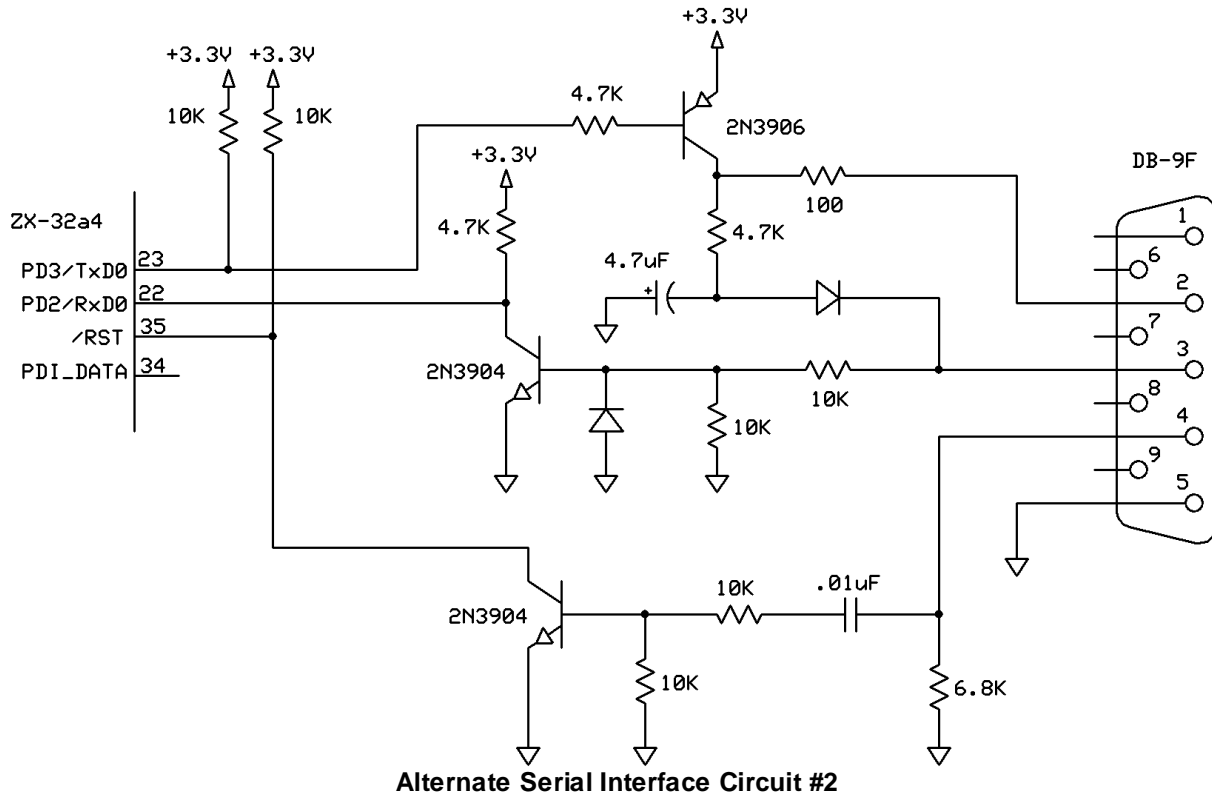 +3.3V
+3.3V +3.3V
4.7K
10K
10K
2N3906
+3.3V
DB-9F
1
100
ZX-32a4
4.7K
4.7K
6
4.7uF
PD3/TxD0
23
2
PD2/RxD0
22
+
7
/RST
35
3
PDI_DATA
34
2N3904
10K
8
10K
4
9
5
10K
.01uF
2N3904
10K
6.8K
Alternate Serial Interface Circuit #2